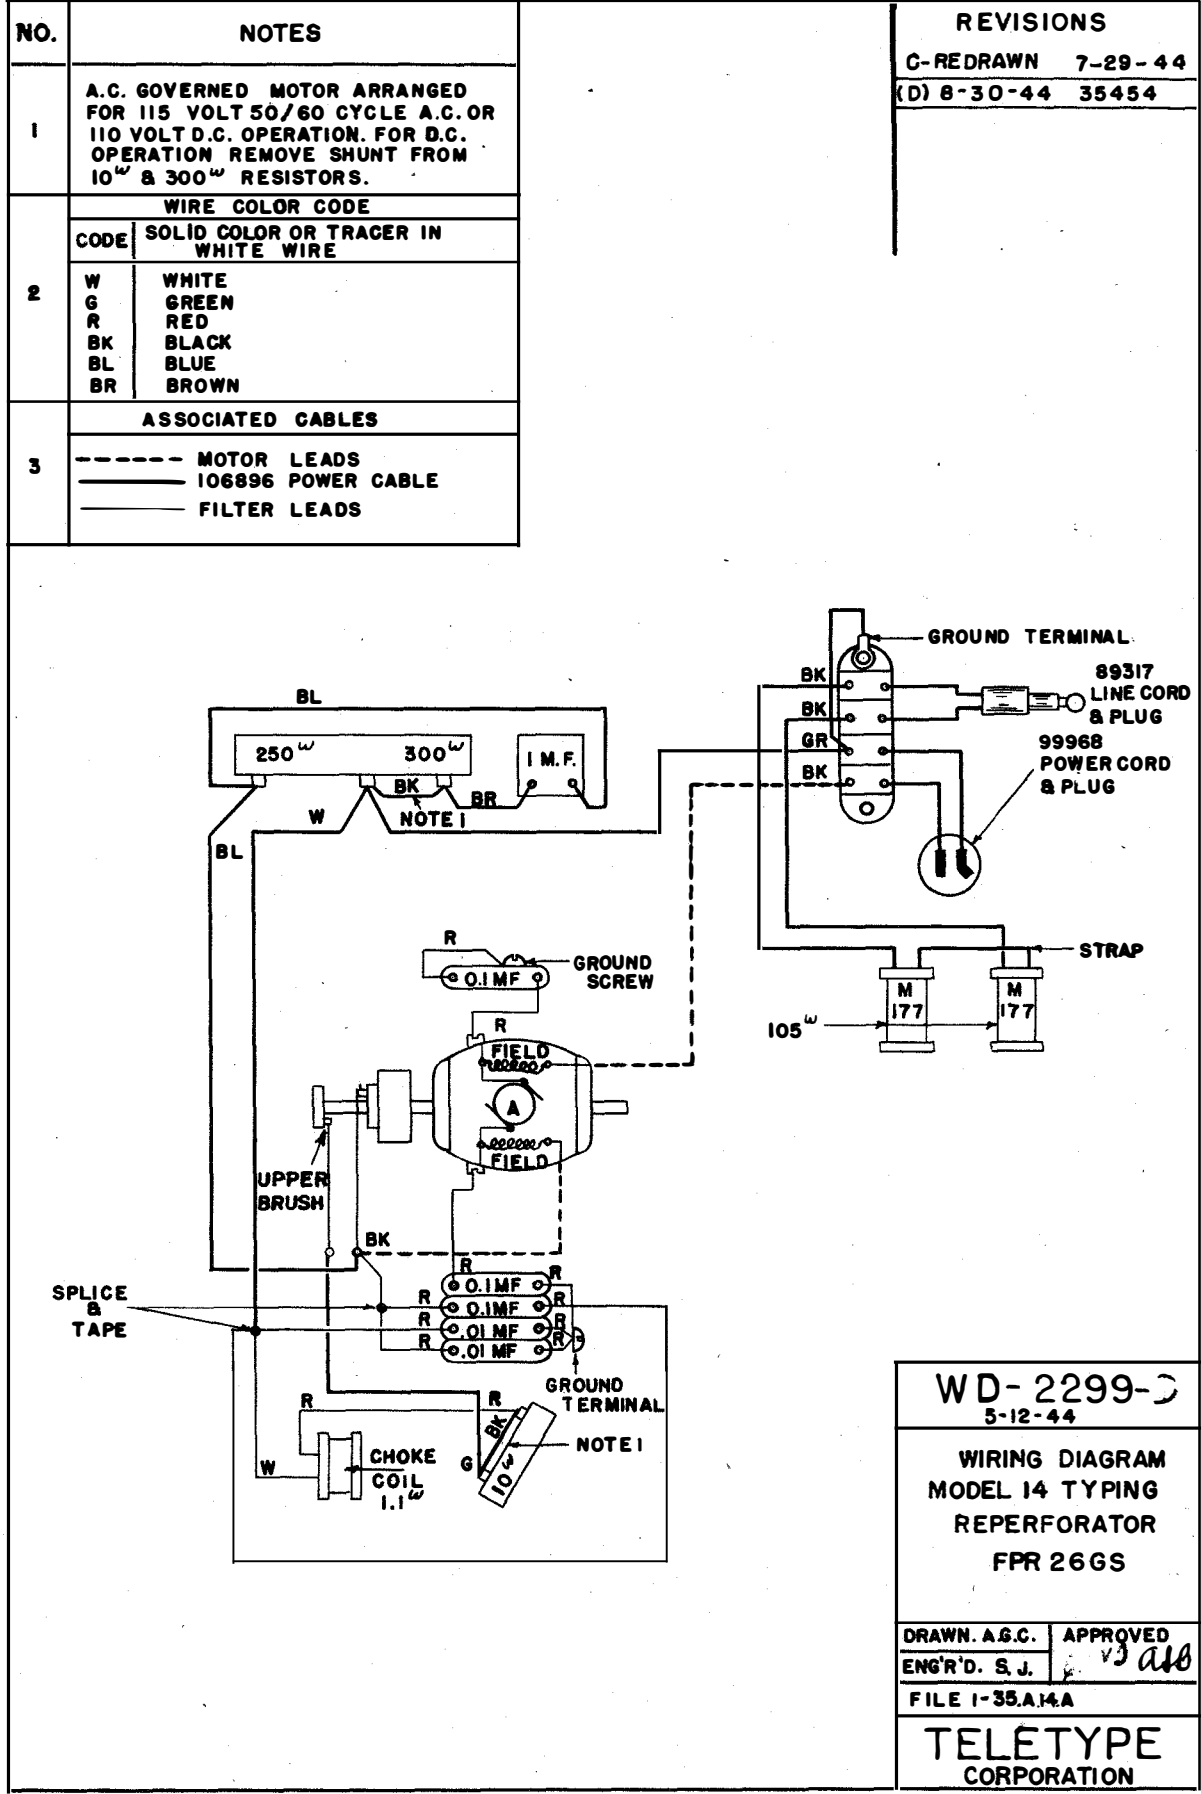 NO. NOTES
1
A.C. GOVERNED MOTOR ARRANGED
FOR 115 VOLT 50/60 CYCLE A.C. OR
110 VOLT D.C. OPERATION. FOR D.C.
OPERATION REMOVE SHUNT FROM
10ω & 300ω RESISTORS.
2
WIRE COLOR CODE
CODE
SOLID COLOR OR TRACER IN
WHITE WIRE
W WHITE
G GREEN
R RED
BK BLACK
BL BLUE
BR BROWN
3
ASSOCIATED CABLES
MOTOR LEADS
106896 POWER CABLE
FILTER LEADS
REVISIONS
C-REDRAWN 7-29-44
(D) 8-30-44 35454
GROUND TERMINAL
BK
BK
GR
BK
89317
LINE CORD
& PLUG
99968
POWER CORD
& PLUG
BL
250ω 300ω
1 M.F.
BK
BR
W
NOTE 1
BL
STRAP
M
177
M
177
105ω
R
0.1MF
GROUND
SCREW
R
FIELD
A
FIELD
UPPER
BRUSH
BK
SPLICE
&
TAPE
R
R 0.1MF R
R 0.1MF R
R .01 MF R
R .01 MF R
GROUND
TERMINAL
R
R
BK
NOTE 1
G
10ω
W
CHOKE
COIL
1.1ω
WD-2299-D
5-12-44
WIRING DIAGRAM
MODEL 14 TYPING
REPERFORATOR
FPR 26GS
DRAWN. A.G.C.
ENG'R'D. S.J.
APPROVED
FILE 1-35.A.14.A
TELETYPE
CORPORATION